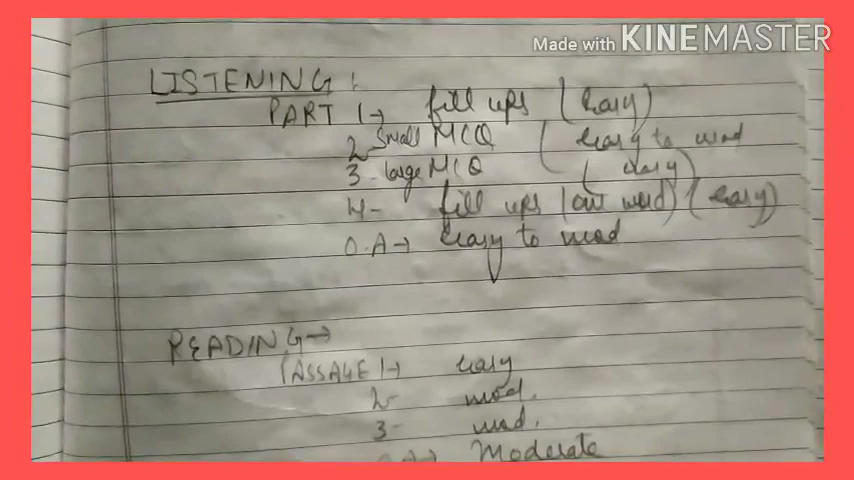 Made with KINEMASTER
LISTENING:
PART 1→ fill ups (Easy)
2 Small MCQ (Easy to mod
3- large MCQ (Easy)
4- fill ups (one word) (Easy)
O.A→ Easy to mod
READING→
PASSAGE 1→ easy
2- mod.
3- mod.
O.A→ Moderate